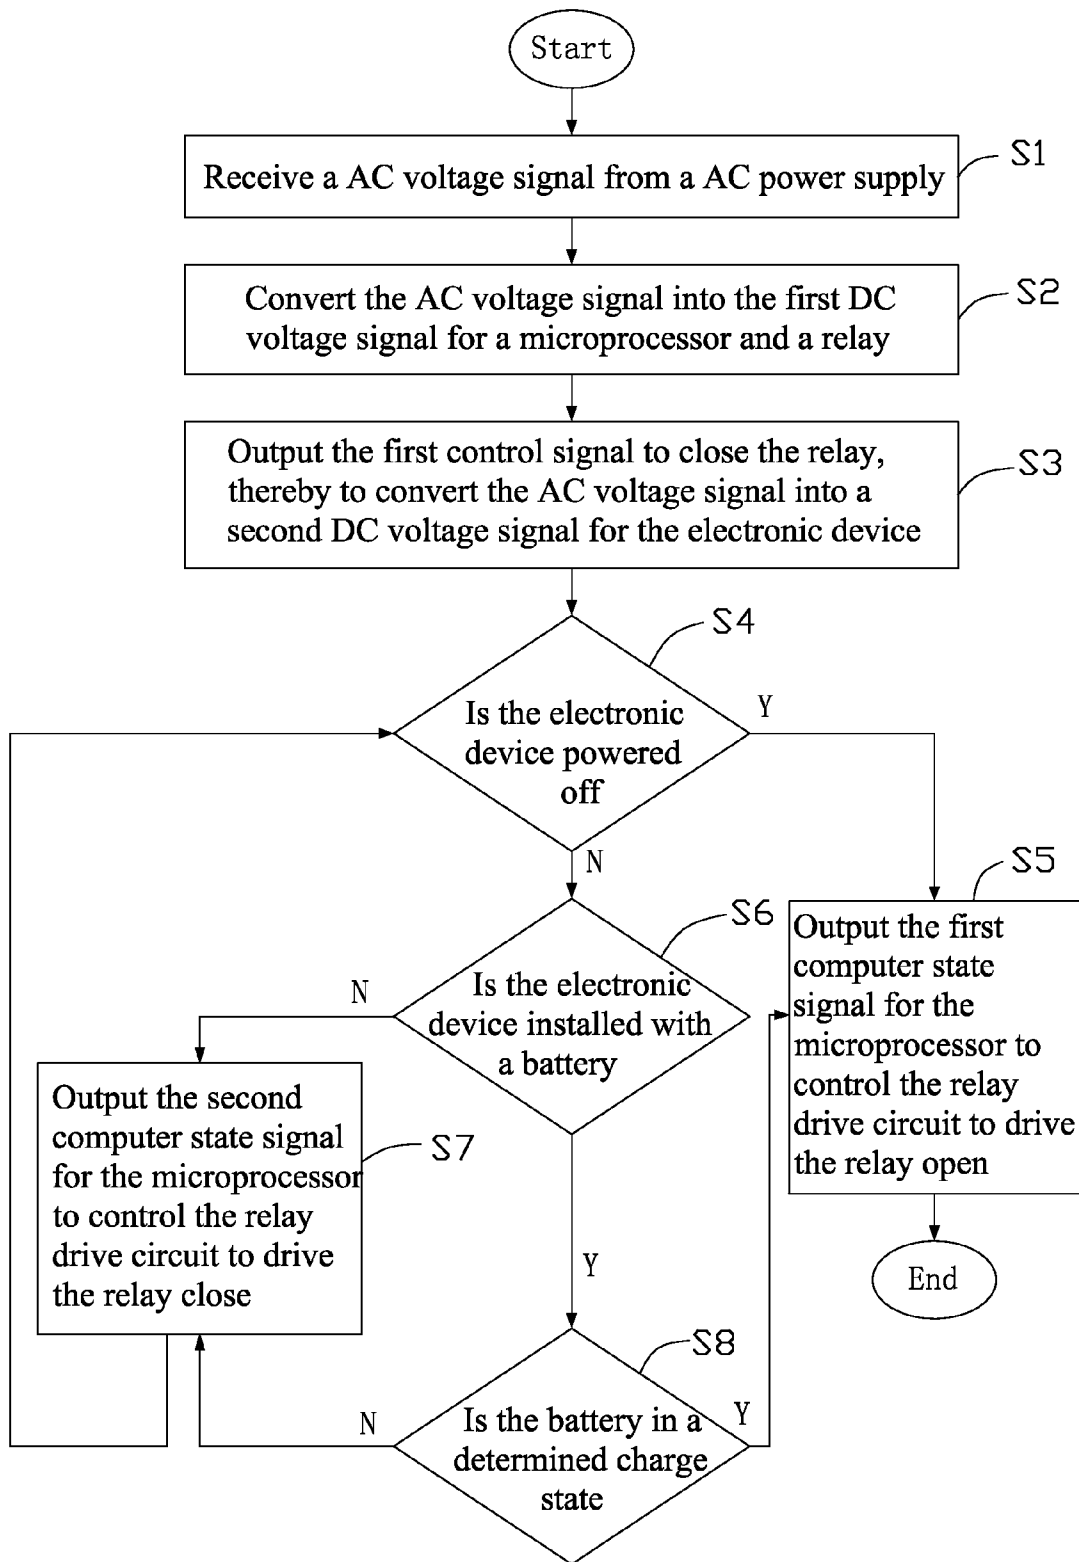 Start
Receive a AC voltage signal from a AC power supply
S1
Convert the AC voltage signal into the first DC
voltage signal for a microprocessor and a relay
S2
Output the first control signal to close the relay,
thereby to convert the AC voltage signal into a
second DC voltage signal for the electronic device
S3
S4
Is the electronic
device powered
off
Y
N
S5
Output the first
computer state
signal for the
microprocessor to
control the relay
drive circuit to drive
the relay open
End
S6
Is the electronic
device installed with
a battery
N
Y
Output the second
computer state signal
for the microprocessor
to control the relay
drive circuit to drive
the relay close
S7
S8
Is the battery in a
determined charge
state
N
Y